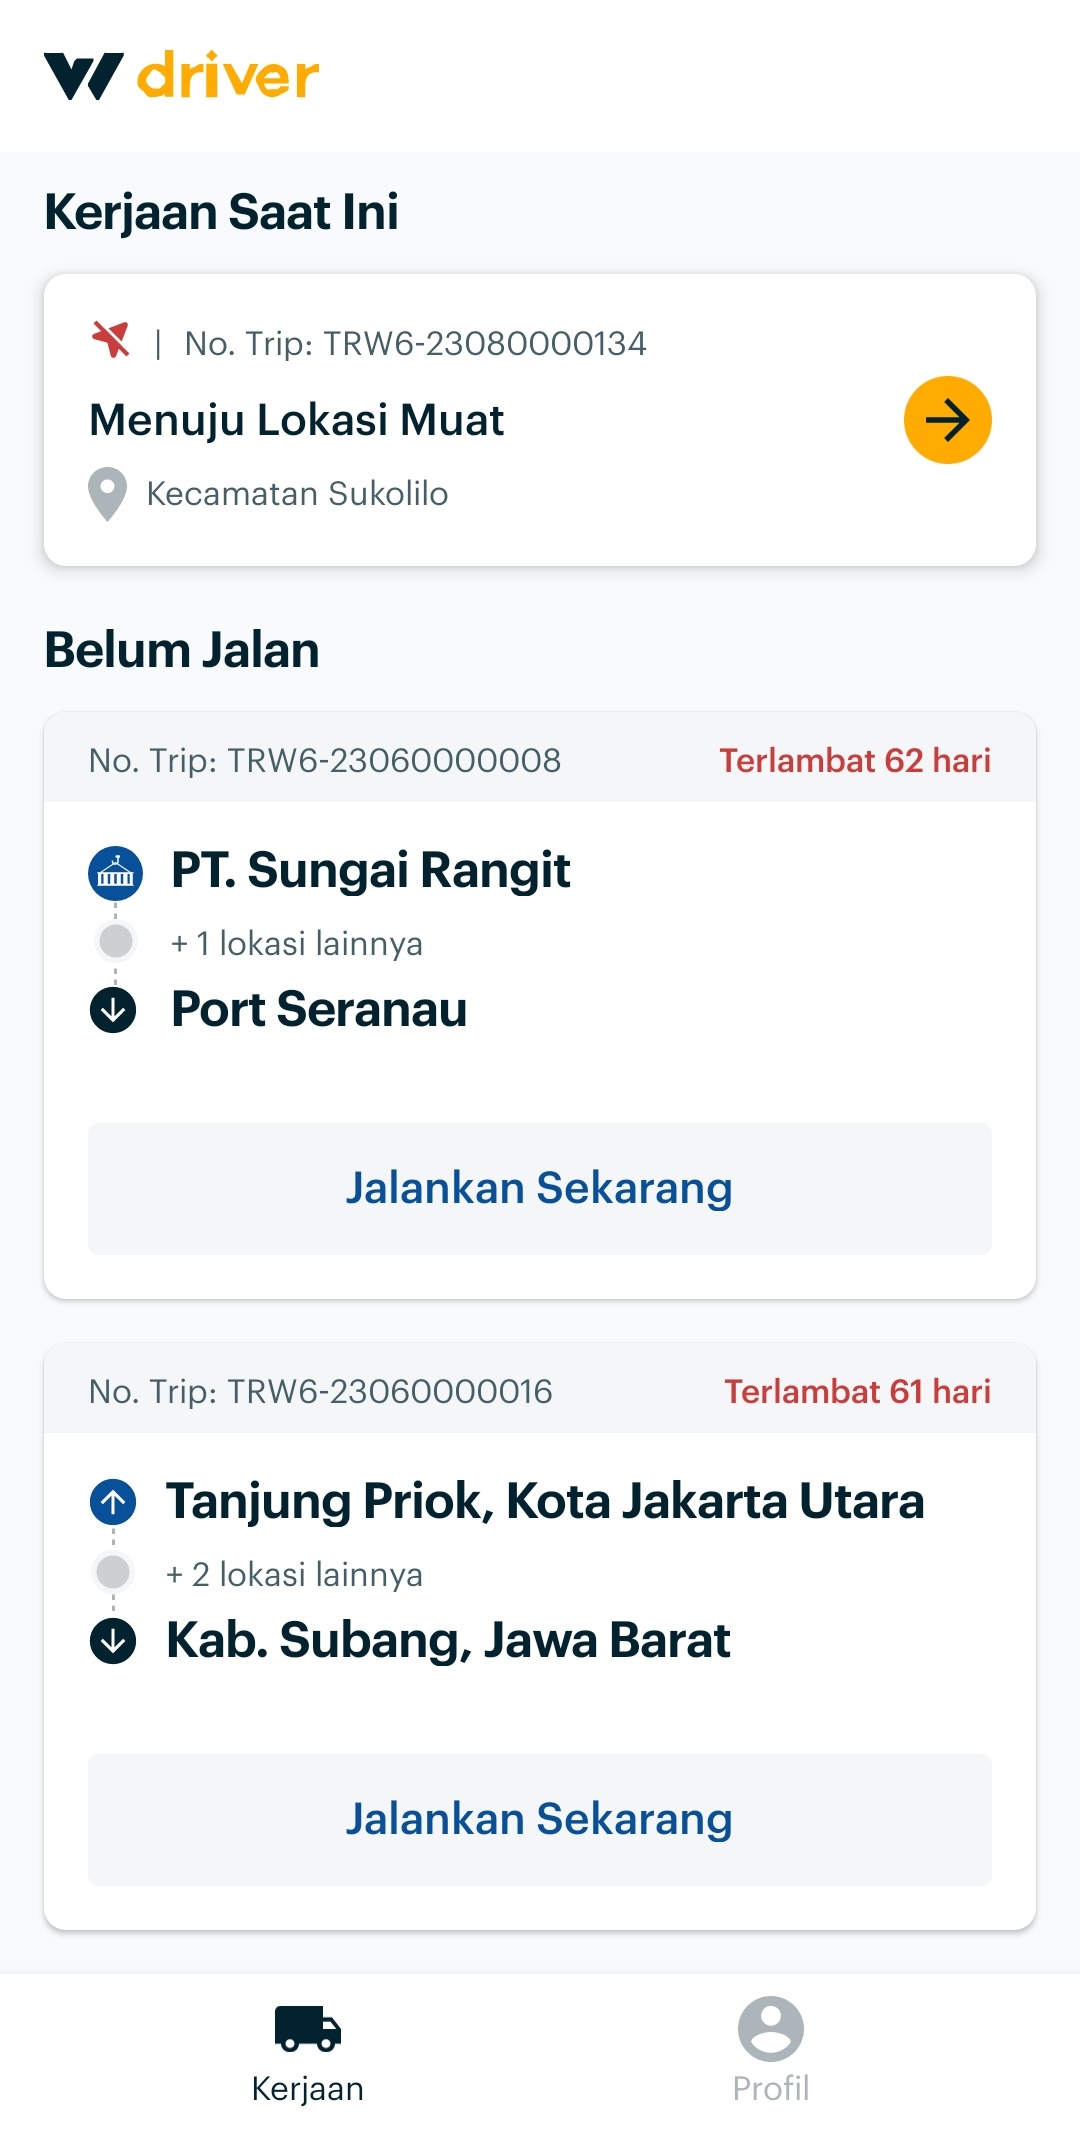 W driver
Kerjaan Saat Ini
| No. Trip: TRW6-23080000134
Menuju Lokasi Muat
Kecamatan Sukolilo
Belum Jalan
No. Trip: TRW6-23060000008 Terlambat 62 hari
PT. Sungai Rangit
+ 1 lokasi lainnya
Port Seranau
Jalankan Sekarang
No. Trip: TRW6-23060000016 Terlambat 61 hari
Tanjung Priok, Kota Jakarta Utara
+ 2 lokasi lainnya
Kab. Subang, Jawa Barat
Jalankan Sekarang
Kerjaan Profil